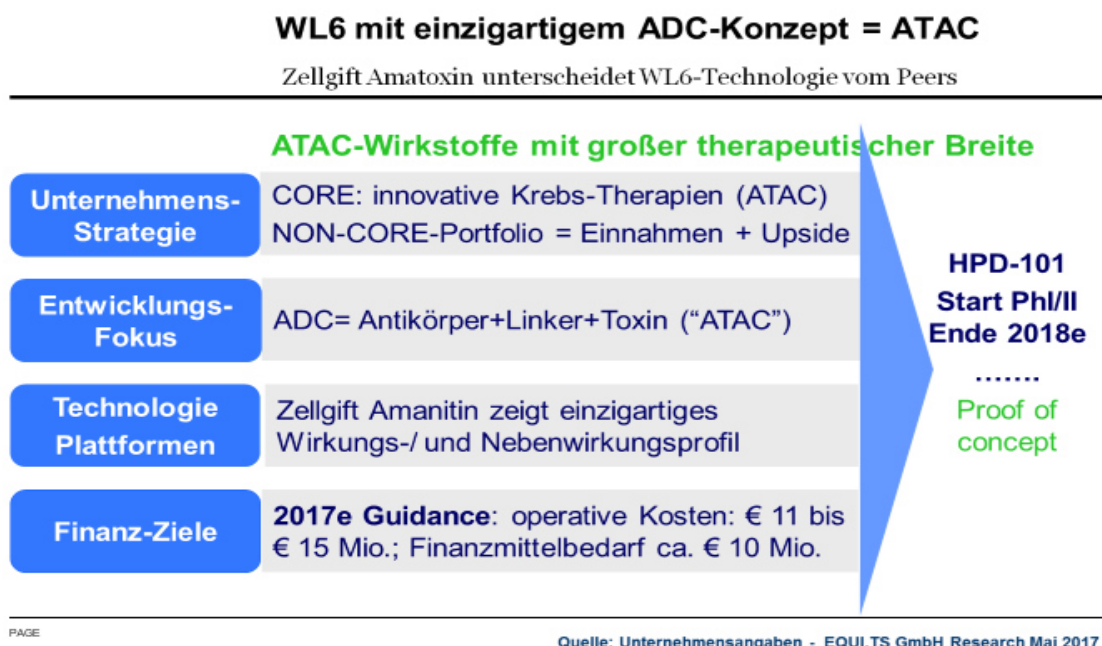 WL6 mit einzigartigem ADC-Konzept = ATAC
Zellgift Amatoxin unterscheidet WL6-Technologie vom Peers
ATAC-Wirkstoffe mit großer therapeutischer Breite
Unternehmens-
Strategie
CORE: innovative Krebs-Therapien (ATAC)
NON-CORE-Portfolio = Einnahmen + Upside
Entwicklungs-
Fokus
ADC= Antikörper+Linker+Toxin (“ATAC”)
Technologie
Plattformen
Zellgift Amanitin zeigt einzigartiges
Wirkungs-/ und Nebenwirkungsprofil
Finanz-Ziele
2017e Guidance: operative Kosten: € 11 bis
€ 15 Mio.; Finanzmittelbedarf ca. € 10 Mio.
HPD-101
Start PhI/II
Ende 2018e
.......
Proof of
concept
PAGE
Quelle: Unternehmensangaben - EQUI.TS GmbH Research Mai 2017